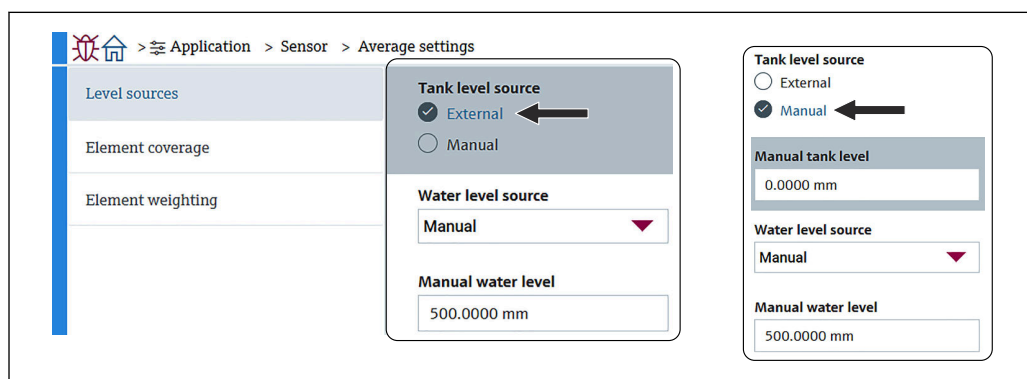 > Application > Sensor > Average settings
Level sources
Element coverage
Element weighting
Tank level source
External
Manual
Water level source
Manual
Manual water level
500.0000 mm
Tank level source
External
Manual
Manual tank level
0.0000 mm
Water level source
Manual
Manual water level
500.0000 mm